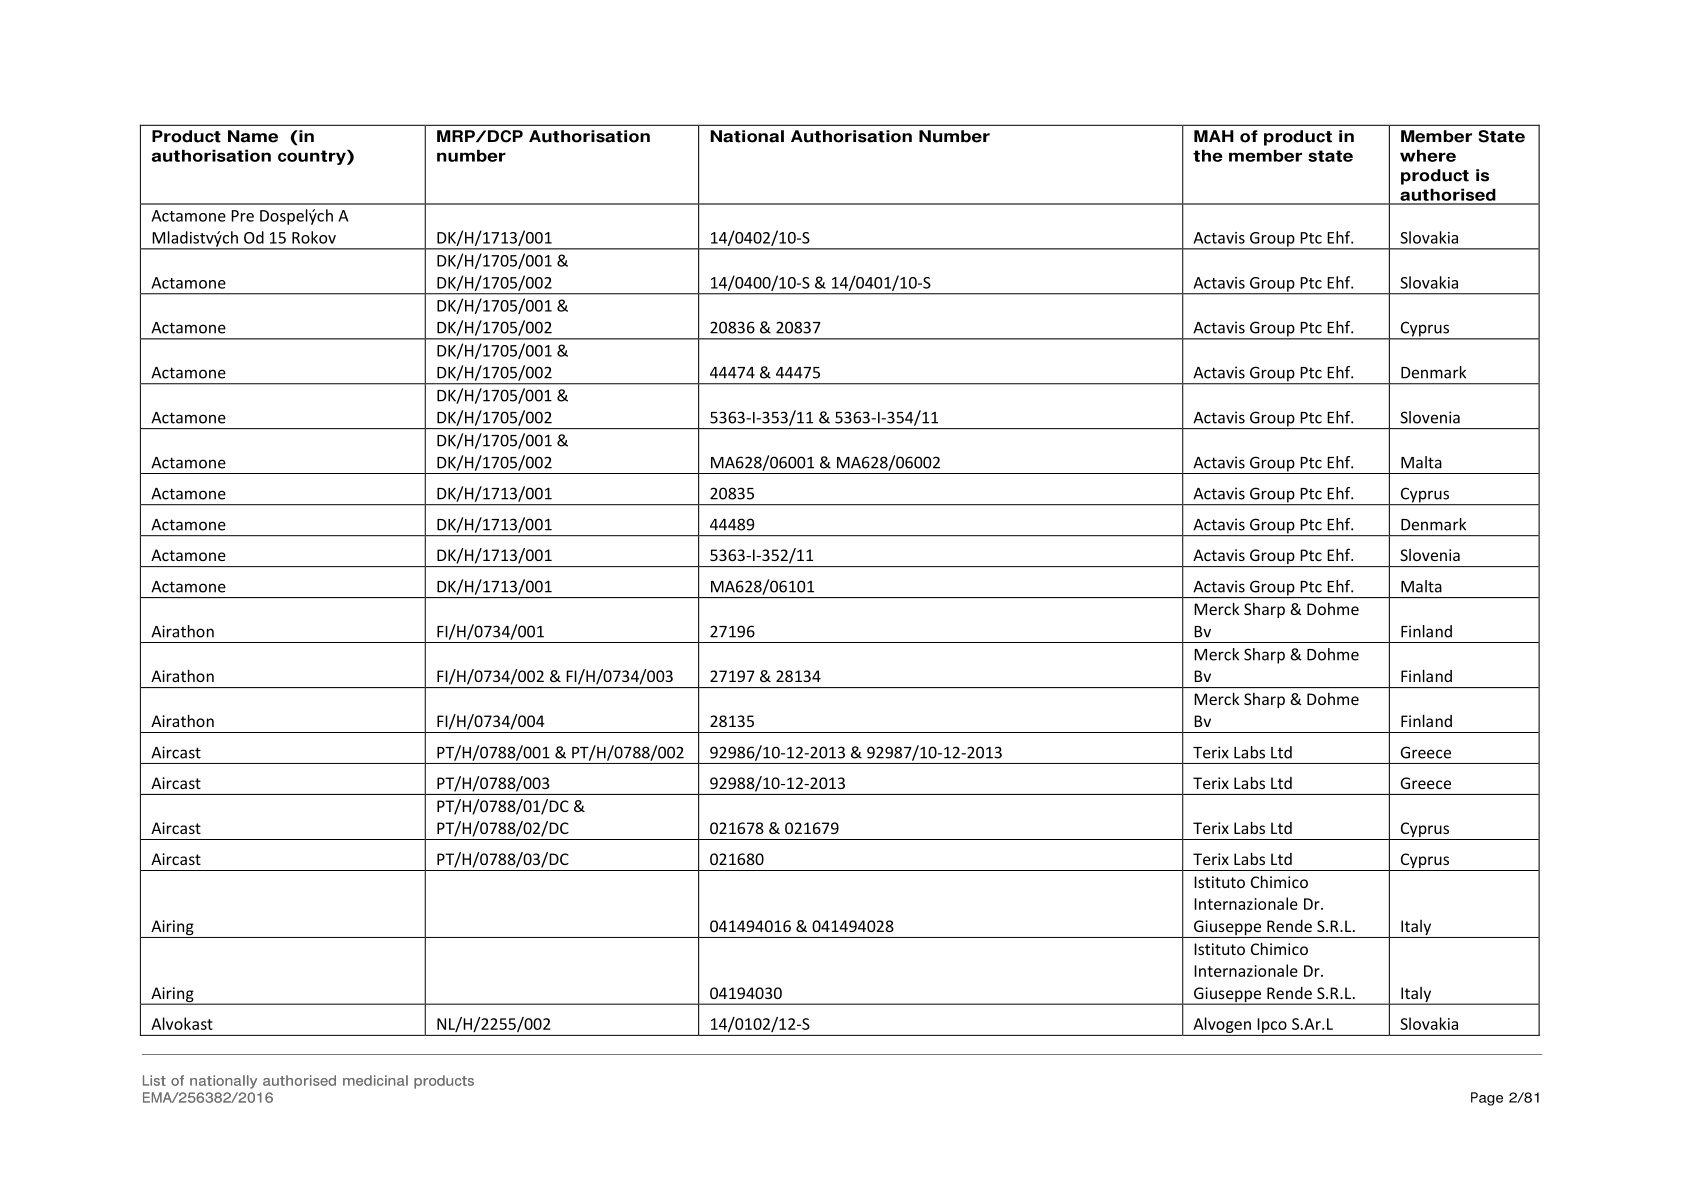 Product Name (in authorisation country) MRP/DCP Authorisation number National Authorisation Number MAH of product in the member state Member State where product is authorised
Actamone Pre Dospelých A Mladistvých Od 15 Rokov DK/H/1713/001 14/0402/10-S Actavis Group Ptc Ehf. Slovakia
Actamone DK/H/1705/001 & DK/H/1705/002 14/0400/10-S & 14/0401/10-S Actavis Group Ptc Ehf. Slovakia
Actamone DK/H/1705/001 & DK/H/1705/002 20836 & 20837 Actavis Group Ptc Ehf. Cyprus
Actamone DK/H/1705/001 & DK/H/1705/002 44474 & 44475 Actavis Group Ptc Ehf. Denmark
Actamone DK/H/1705/001 & DK/H/1705/002 5363-I-353/11 & 5363-I-354/11 Actavis Group Ptc Ehf. Slovenia
Actamone DK/H/1705/001 & DK/H/1705/002 MA628/06001 & MA628/06002 Actavis Group Ptc Ehf. Malta
Actamone DK/H/1713/001 20835 Actavis Group Ptc Ehf. Cyprus
Actamone DK/H/1713/001 44489 Actavis Group Ptc Ehf. Denmark
Actamone DK/H/1713/001 5363-I-352/11 Actavis Group Ptc Ehf. Slovenia
Actamone DK/H/1713/001 MA628/06101 Actavis Group Ptc Ehf. Malta
Airathon FI/H/0734/001 27196 Merck Sharp & Dohme Bv Finland
Airathon FI/H/0734/002 & FI/H/0734/003 27197 & 28134 Merck Sharp & Dohme Bv Finland
Airathon FI/H/0734/004 28135 Merck Sharp & Dohme Bv Finland
Aircast PT/H/0788/001 & PT/H/0788/002 92986/10-12-2013 & 92987/10-12-2013 Terix Labs Ltd Greece
Aircast PT/H/0788/003 92988/10-12-2013 Terix Labs Ltd Greece
Aircast PT/H/0788/01/DC & PT/H/0788/02/DC 021678 & 021679 Terix Labs Ltd Cyprus
Aircast PT/H/0788/03/DC 021680 Terix Labs Ltd Cyprus
Airing 041494016 & 041494028 Istituto Chimico Internazionale Dr. Giuseppe Rende S.R.L. Italy
Airing 04194030 Istituto Chimico Internazionale Dr. Giuseppe Rende S.R.L. Italy
Alvokast NL/H/2255/002 14/0102/12-S Alvogen Ipco S.Ar.L Slovakia
List of nationally authorised medicinal products
EMA/256382/2016 Page 2/81